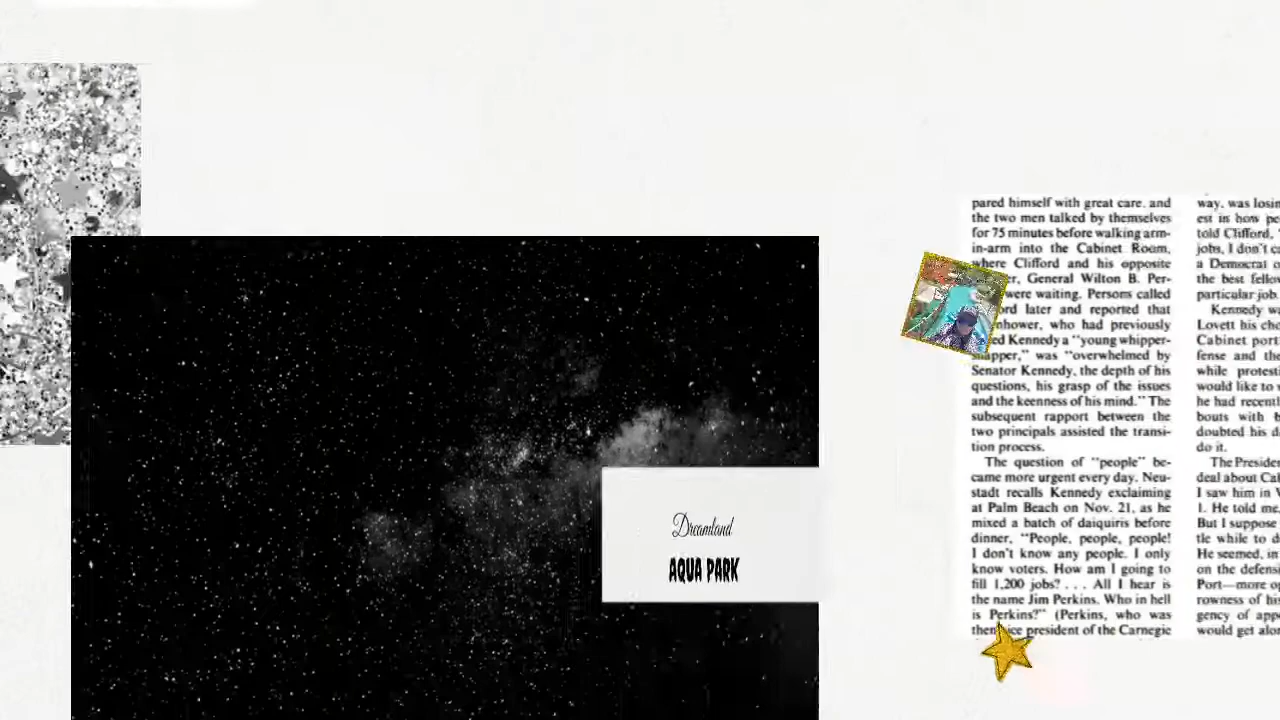 Dreamland
AQUA PARK
pared himself with great care, and
the two men talked by themselves
for 75 minutes before walking arm-
in-arm into the Cabinet Room,
where Clifford and his opposite
General Wilton B. Per-
were waiting. Persons called
later and reported that
who had previously
Kennedy a "young whipper-
snapper," was "overwhelmed by
Senator Kennedy, the depth of his
questions, his grasp of the issues
and the keenness of his mind." The
subsequent rapport between the
two principals assisted the transi-
tion process.
The question of "people" be-
came more urgent every day. Neu-
stadt recalls Kennedy exclaiming
at Palm Beach on Nov. 21, as he
mixed a batch of daiquiris before
dinner, "People, people, people!
I don't know any people. I only
know voters. How am I going to
fill 1,200 jobs? . . . All I hear is
the name Jim Perkins. Who in hell
is Perkins?" (Perkins, who was
then vice president of the Carnegie
way, was losin
est in how pe
told Clifford, "
jobs, I don't c
a Democrat o
the best fello
particular job.
Kennedy wa
Lovett his cho
Cabinet port
fense and the
while protesti
would like to
he had recentl
bouts with b
doubted his d
do it.
The Presiden
deal about Cab
I saw him in
1. He told me,
But I suppose
tle while to d
He seemed, in
on the defensi
Port—more op
rowness of his
gency of appo
would get alon